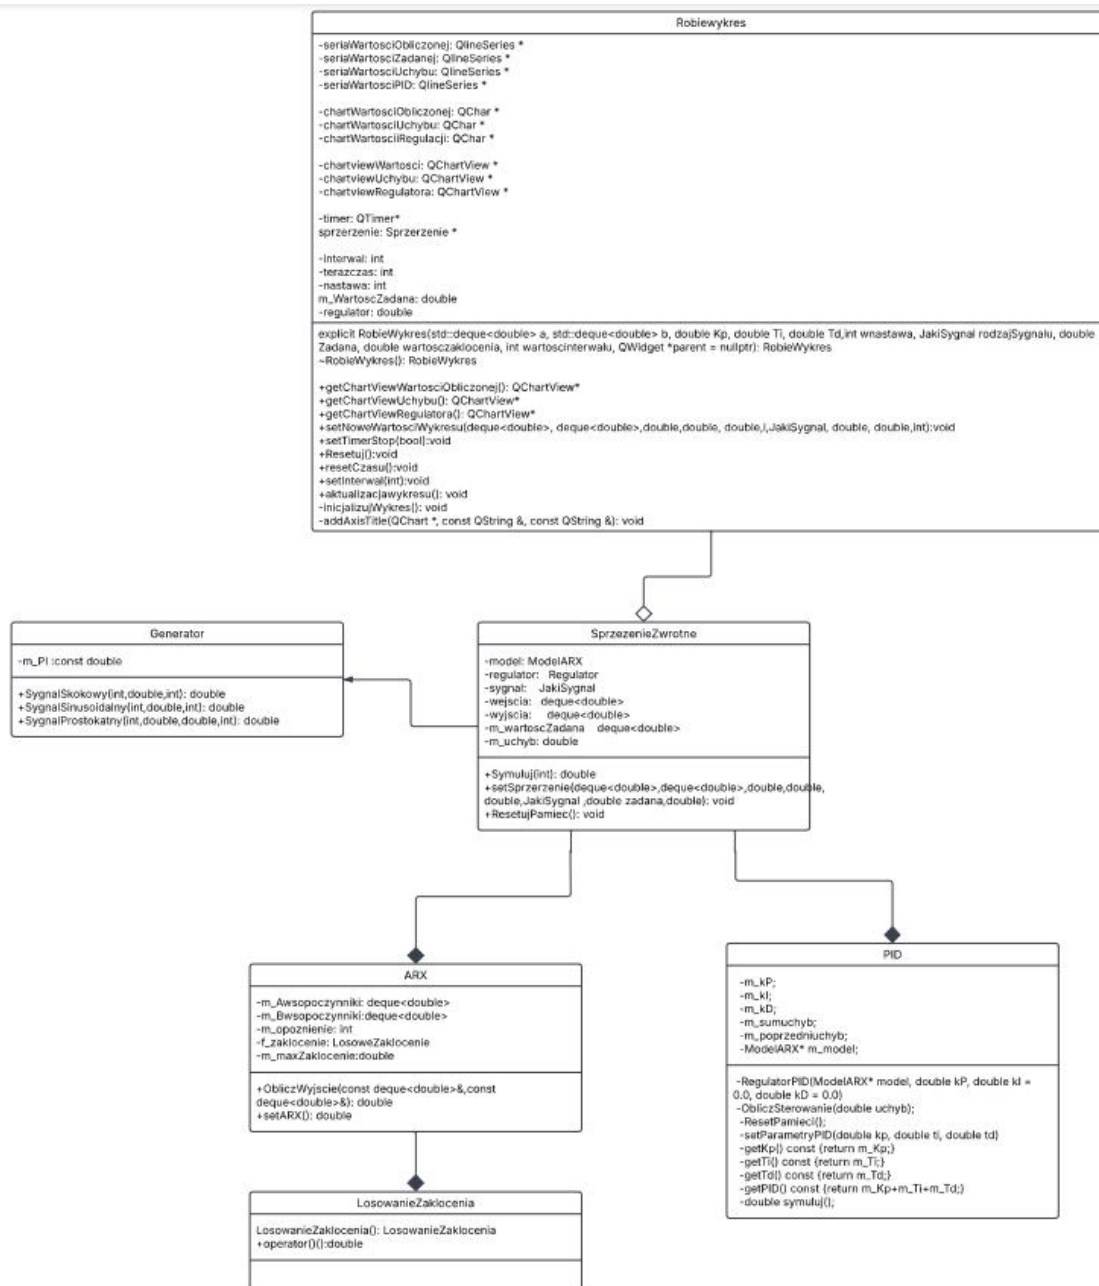 Robiewykres
-seriaWartosciObliczonej: QlineSeries *
-seriaWartosciZadanej: QlineSeries *
-seriaWartosciUchybu: QlineSeries *
-seriaWartosciPID: QlineSeries *
-chartWartosciObliczonej: QChar *
-chartWartosciUchybu: QChar *
-chartWartosciiRegulacji: QChar *
-chartviewWartosci: QChartView *
-chartviewUchybu: QChartView *
-chartviewRegulatora: QChartView *
-timer: QTimer*
sprzerzenie: Sprzerzenie *
-interwal: int
-terazczas: int
-nastawa: int
m_WartoscZadana: double
-regulator: double
explicit RobieWykres(std::deque<double> a, std::deque<double> b, double Kp, double Ti, double Td,int wnastawa, JakiSygnal rodzajSygnalu, double
Zadana, double wartosczaklocenia, int wartoscinterwalu, QWidget *parent = nullptr): RobieWykres
~RobieWykres(): RobieWykres
+getChartViewWartosciObliczonej(): QChartView*
+getChartViewUchybu(): QChartView*
+getChartViewRegulatora(): QChartView*
+setNoweWartosciWykresu(deque<double>, deque<double>,double,double, double,i,JakiSygnal, double, double,int):void
+setTimerStop(bool):void
+Resetuj():void
+resetCzasu():void
+setInterwal(int):void
+aktualizacjawykresu(): void
-inicjalizujWykres(): void
-addAxisTitle(QChart *, const QString &, const QString &): void
Generator
-m_PI :const double
+SygnalSkokowy(int,double,int): double
+SygnalSinusoidalny(int,double,int): double
+SygnalProstokatny(int,double,double,int): double
SprzezenieZwrotne
-model: ModelARX
-regulator: Regulator
-sygnal: JakiSygnal
-wejscia: deque<double>
-wyjscia: deque<double>
-m_wartoscZadana deque<double>
-m_uchyb: double
+Symuluj(int): double
+setSprzerzenie(deque<double>,deque<double>,double,double,
double,JakiSygnal ,double zadana,double): void
+ResetujPamiec(): void
ARX
-m_Awsopoczynniki: deque<double>
-m_Bwsopoczynniki:deque<double>
-m_opoznienie: int
-f_zaklocenie: LosoweZaklocenie
-m_maxZaklocenie:double
+ObliczWyjscie(const deque<double>&,const
deque<double>&): double
+setARX(): double
PID
-m_kP;
-m_kI;
-m_kD;
-m_sumuchyb;
-m_poprzedniuchyb;
-ModelARX* m_model;
-RegulatorPID(ModelARX* model, double kP, double kI =
0.0, double kD = 0.0)
-ObliczSterowanie(double uchyb);
-ResetPamieci();
-setParametryPID(double kp, double ti, double td)
-getKp() const {return m_Kp;}
-getTi() const {return m_Ti;}
-getTd() const {return m_Td;}
-getPID() const {return m_Kp+m_Ti+m_Td;}
-double symuluj();
LosowanieZaklocenia
LosowanieZaklocenia(): LosowanieZaklocenia
+operator()():double